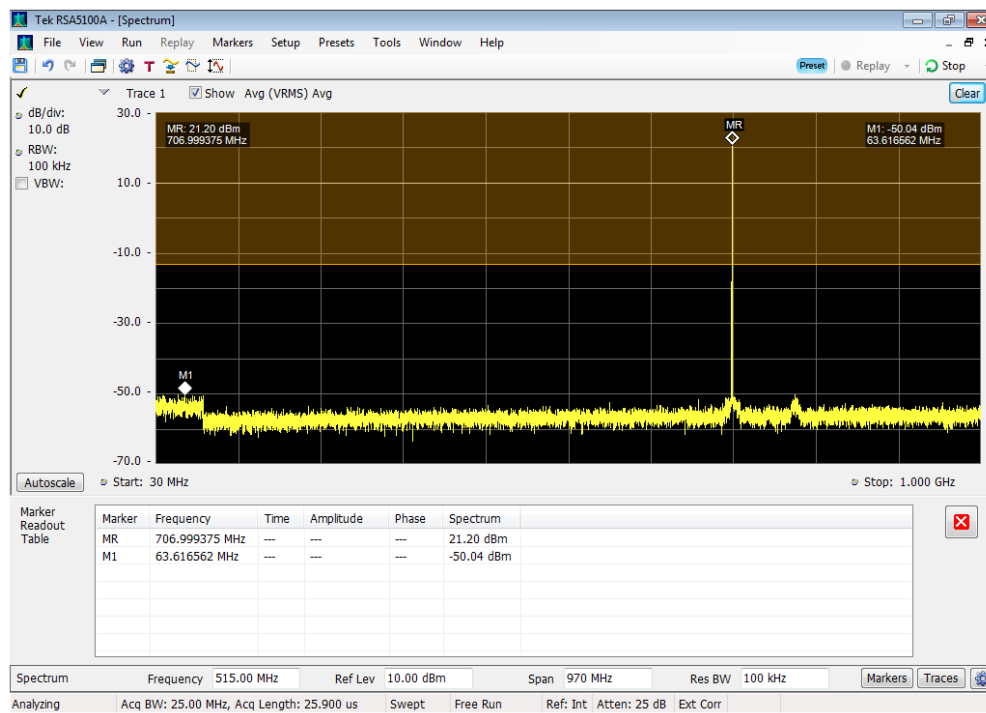 Tek RSA5100A - [Spectrum]
File View Run Replay Markers Setup Presets Tools Window Help
T Preset Replay Stop
Trace 1 Show Avg (VRMS) Avg Clear
dB/div:
10.0 dB
RBW:
100 kHz
VBW:
30.0
10.0
-10.0
-30.0
-50.0
-70.0
MR: 21.20 dBm
706.999375 MHz
MR
M1: -50.04 dBm
63.616562 MHz
M1
Autoscale Start: 30 MHz Stop: 1.000 GHz
Marker
Readout
Table
Marker Frequency Time Amplitude Phase Spectrum
MR 706.999375 MHz --- --- --- 21.20 dBm
M1 63.616562 MHz --- --- --- -50.04 dBm
Spectrum Frequency 515.00 MHz Ref Lev 10.00 dBm Span 970 MHz Res BW 100 kHz Markers Traces
Analyzing Acq BW: 25.00 MHz, Acq Length: 25.900 us Swept Free Run Ref: Int Atten: 25 dB Ext Corr